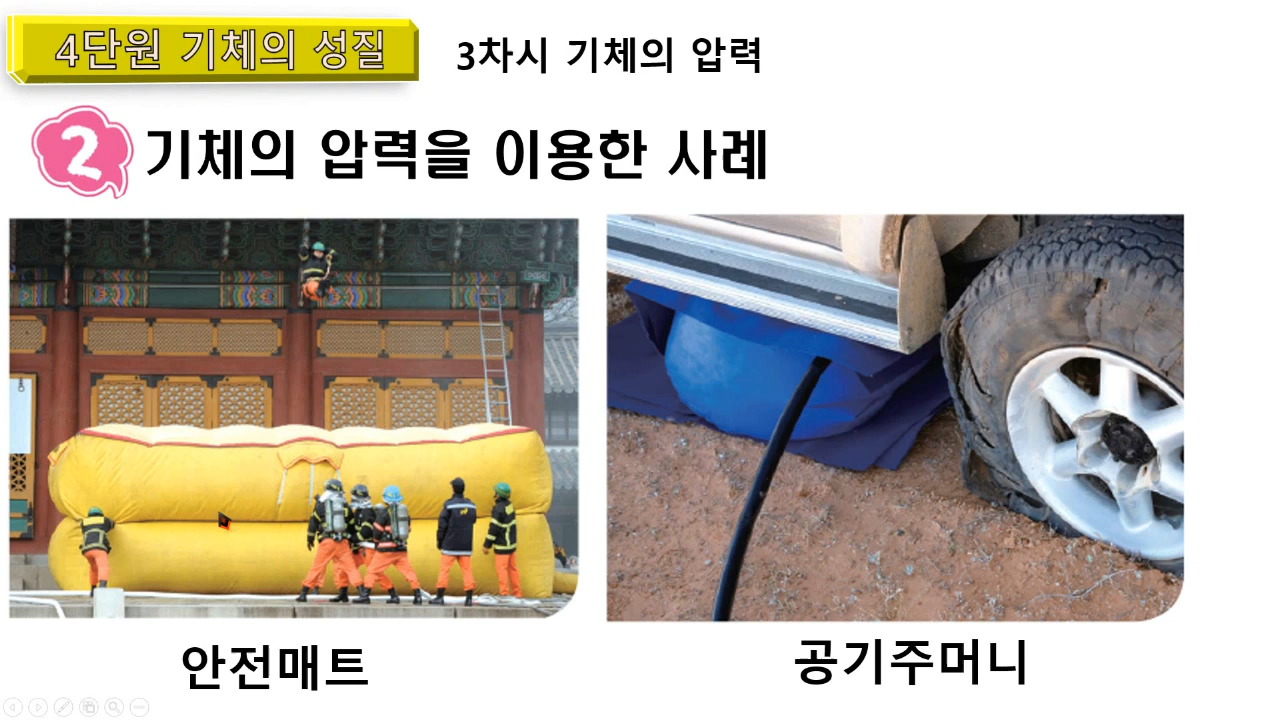 4단원 기체의 성질
3차시 기체의 압력
2 기체의 압력을 이용한 사례
안전매트
공기주머니